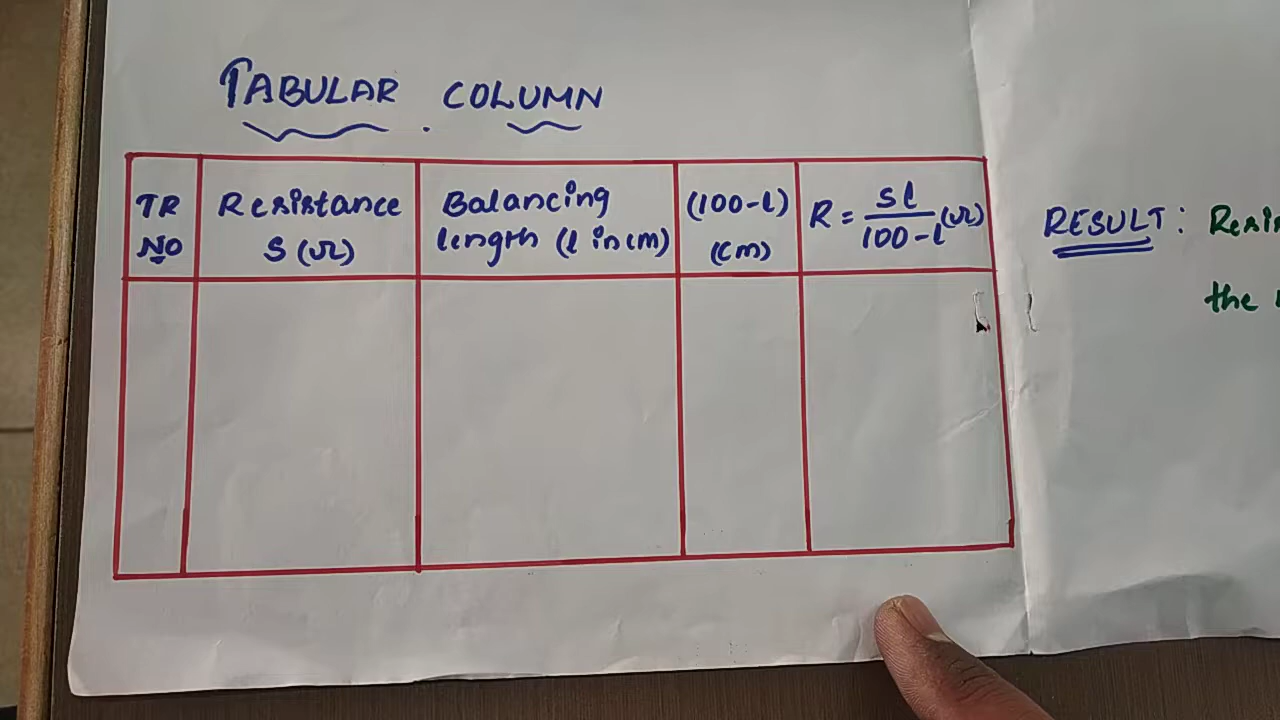 TABULAR COLUMN
TR NO
Resistance S (Ω)
Balancing length (l in cm)
(100-l) (cm)
R = Sl / 100-l (Ω)
RESULT:
the